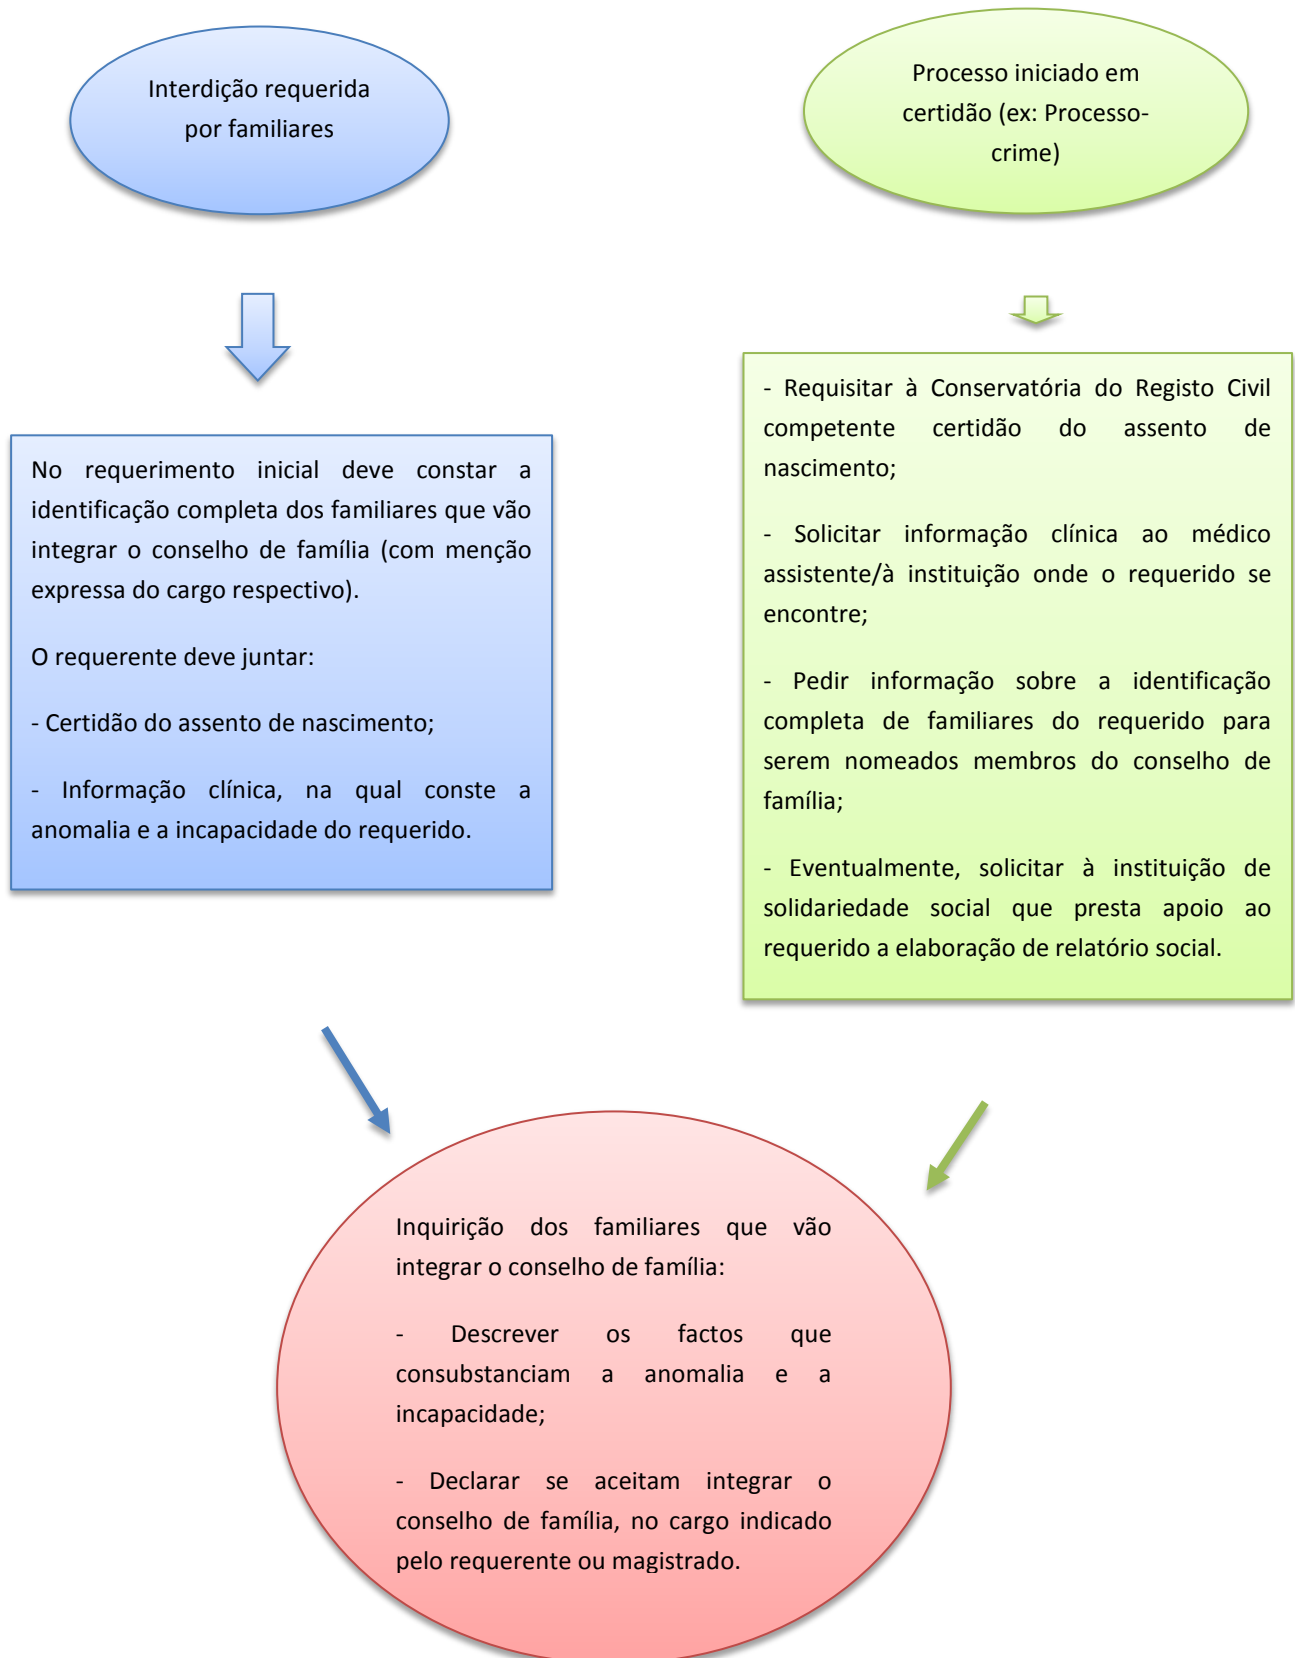 Interdição requerida
por familiares
Processo iniciado em
certidão (ex: Processo-
crime)
No requerimento inicial deve constar a
identificação completa dos familiares que vão
integrar o conselho de família (com menção
expressa do cargo respectivo).
O requerente deve juntar:
- Certidão do assento de nascimento;
- Informação clínica, na qual conste a
anomalia e a incapacidade do requerido.
- Requisitar à Conservatória do Registo Civil
competente certidão do assento de
nascimento;
- Solicitar informação clínica ao médico
assistente/à instituição onde o requerido se
encontre;
- Pedir informação sobre a identificação
completa de familiares do requerido para
serem nomeados membros do conselho de
família;
- Eventualmente, solicitar à instituição de
solidariedade social que presta apoio ao
requerido a elaboração de relatório social.
Inquirição dos familiares que vão
integrar o conselho de família:
- Descrever os factos que
consubstanciam a anomalia e a
incapacidade;
- Declarar se aceitam integrar o
conselho de família, no cargo indicado
pelo requerente ou magistrado.